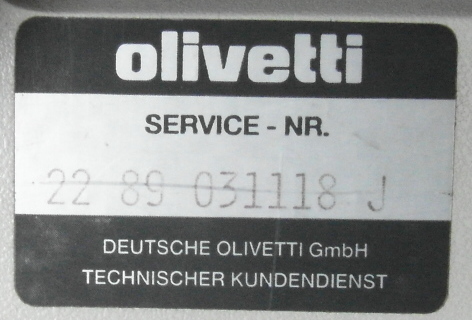 olivetti
SERVICE - NR.
22 89 031118 J
DEUTSCHE OLIVETTI GmbH
TECHNISCHER KUNDENDIENST